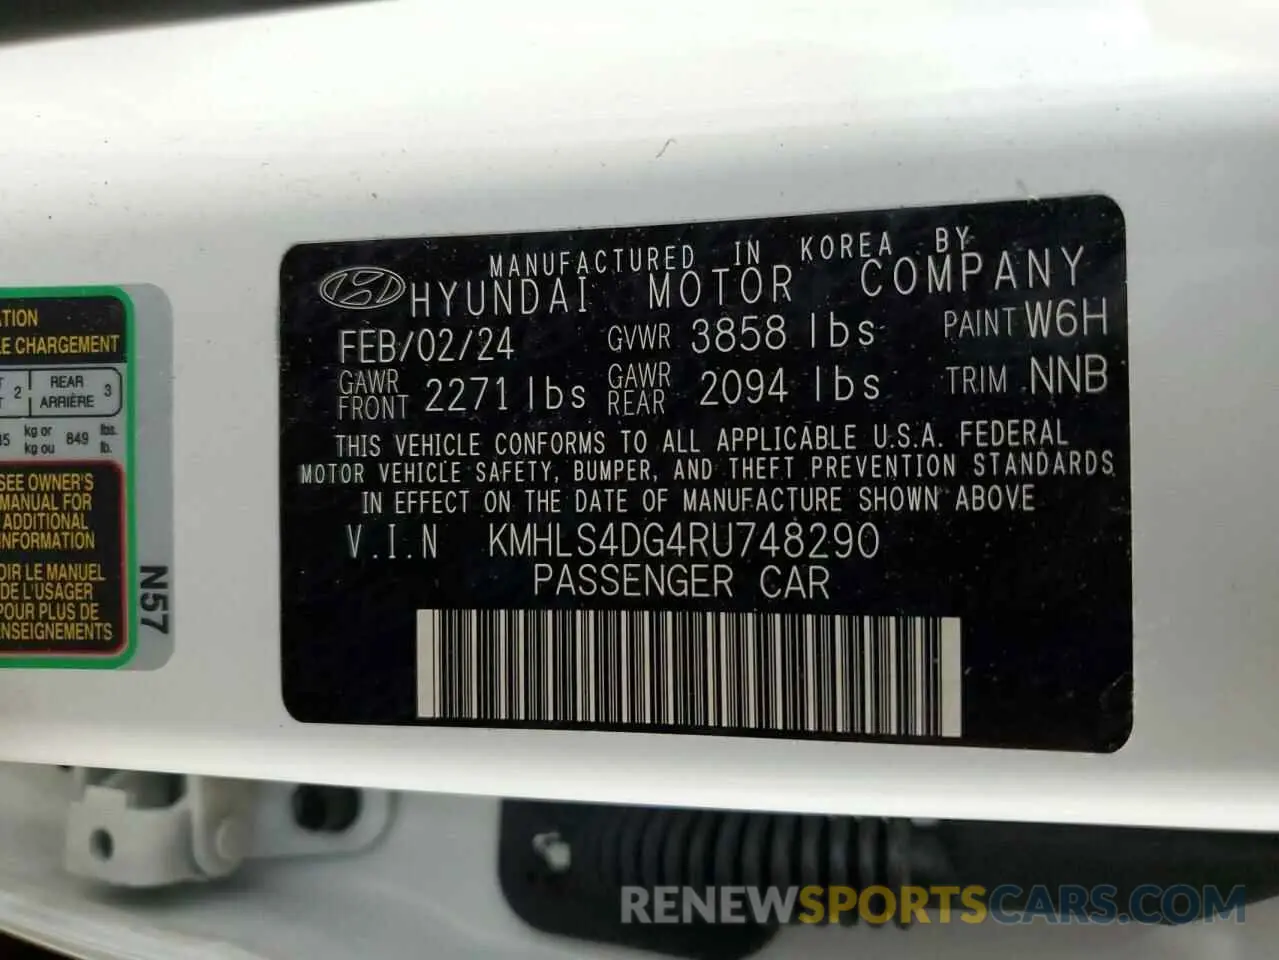 MANUFACTURED IN KOREA BY
HYUNDAI MOTOR COMPANY
FEB/02/24 GVWR 3858 lbs PAINT W6H
GAWR FRONT 2271 lbs GAWR REAR 2094 lbs TRIM NNB
THIS VEHICLE CONFORMS TO ALL APPLICABLE U.S.A. FEDERAL
MOTOR VEHICLE SAFETY, BUMPER, AND THEFT PREVENTION STANDARDS
IN EFFECT ON THE DATE OF MANUFACTURE SHOWN ABOVE
V.I.N KMHLS4DG4RU748290
PASSENGER CAR
CHARGEMENT
2 REAR ARRIÈRE 3
kg or kg ou 849 lbs. lb.
SEE OWNER'S
MANUAL FOR
ADDITIONAL
INFORMATION
LE MANUEL
DE L'USAGER
POUR PLUS DE
N57
RENEWSPORTSCARS.COM